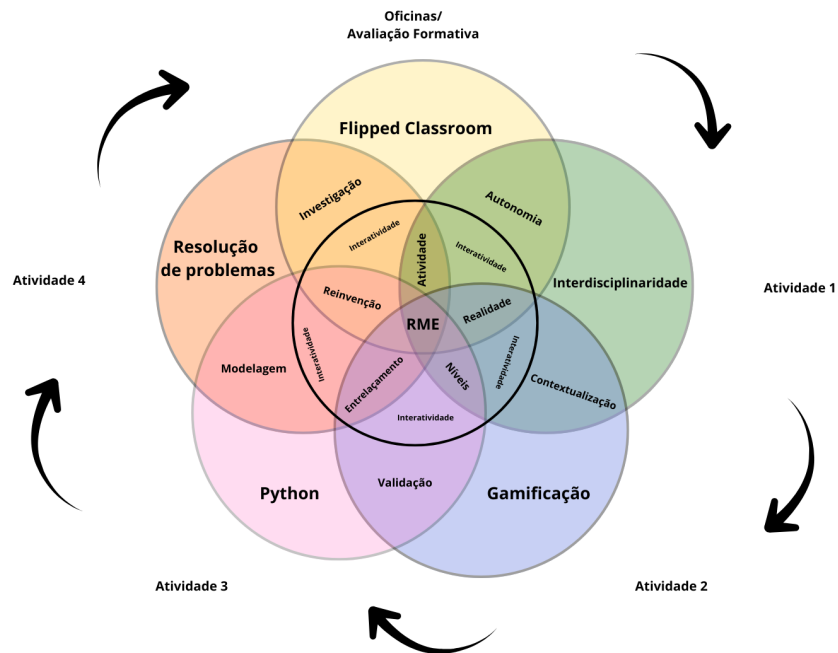 Oficinas/
Avaliação Formativa
Flipped Classroom
Investigação
Autonomia
Interatividade
Atividade
Interatividade
Resolução
de problemas
Interdisciplinaridade
Atividade 4
Atividade 1
Reinvenção
Realidade
RME
Interatividade
Interatividade
Modelagem
Entrelaçamento
Níveis
Contextualização
Interatividade
Validação
Python
Gamificação
Atividade 3
Atividade 2